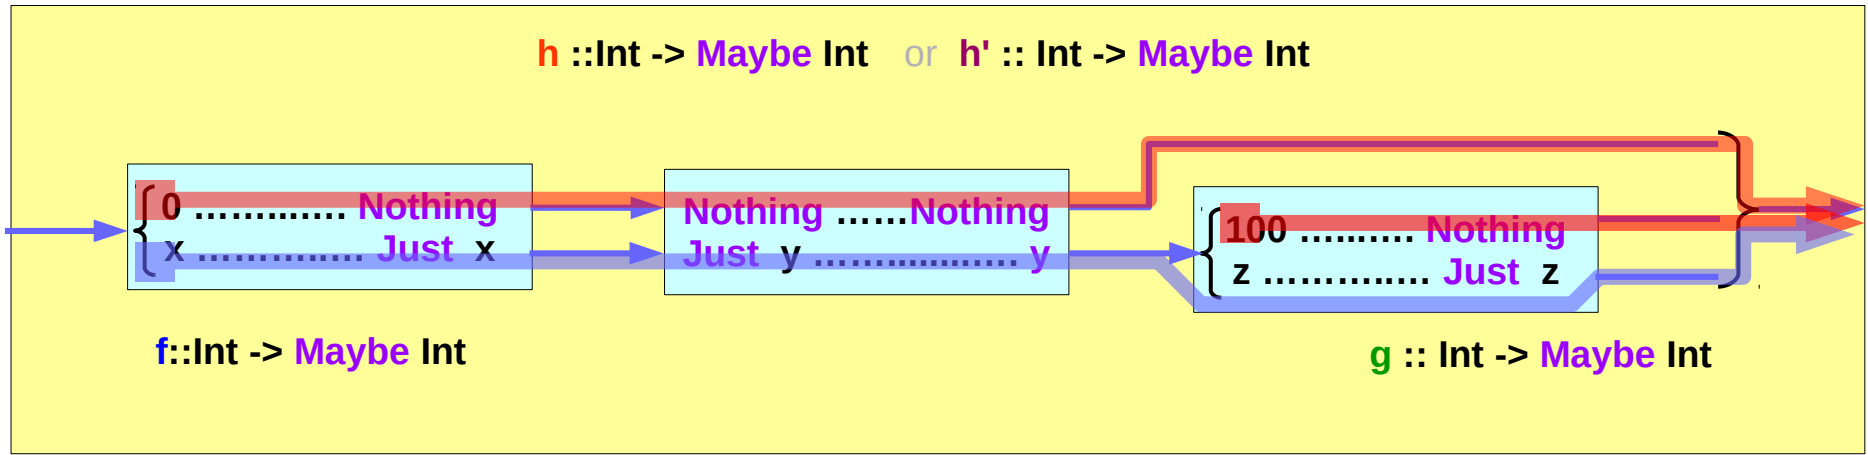 h ::Int -> Maybe Int or h' :: Int -> Maybe Int
0 ........... Nothing
x .............. Just x
Nothing ......Nothing
Just y ................. y
100 ......... Nothing
z .............. Just z
f::Int -> Maybe Int
g :: Int -> Maybe Int